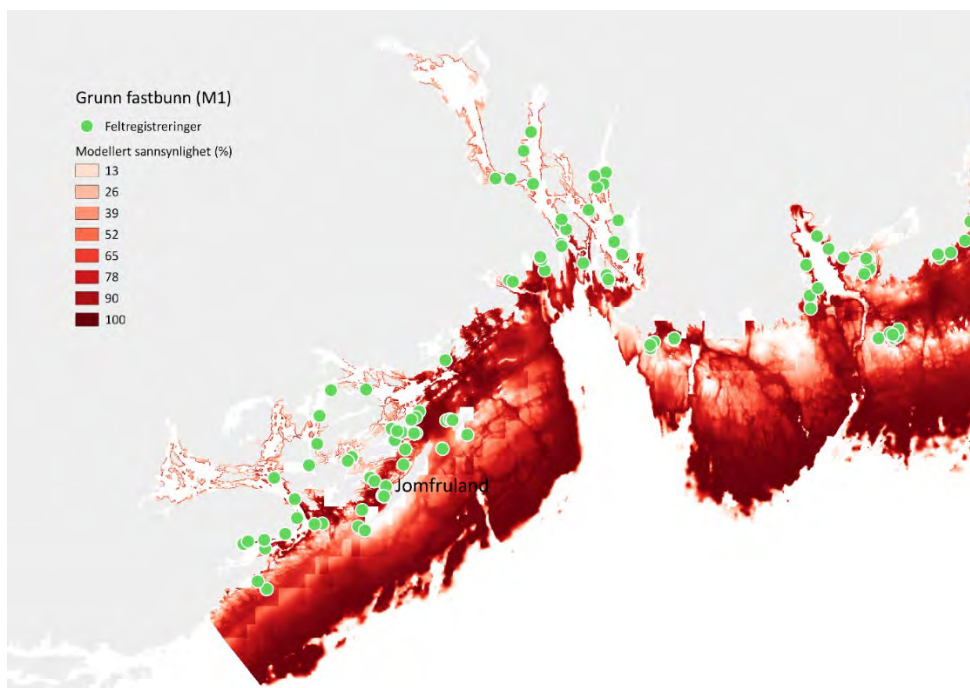 Grunn fastbunn (M1)
Feltregistreringer
Modellert sannsynlighet (%)
13
26
39
52
65
78
90
100
Jomfruland